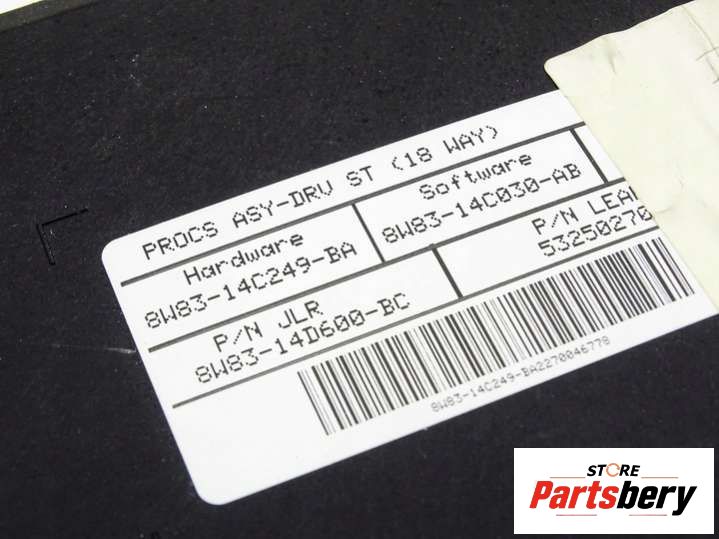 PROCS ASY-DRV ST (18 WAY)
Hardware
8W83-14C249-BA
Software
8W83-14C030-AB
P/N JLR
8W83-14D600-BC
P/N LEAR
53250270
8W83-14C249-BA2270046778
STORE
Partsbery